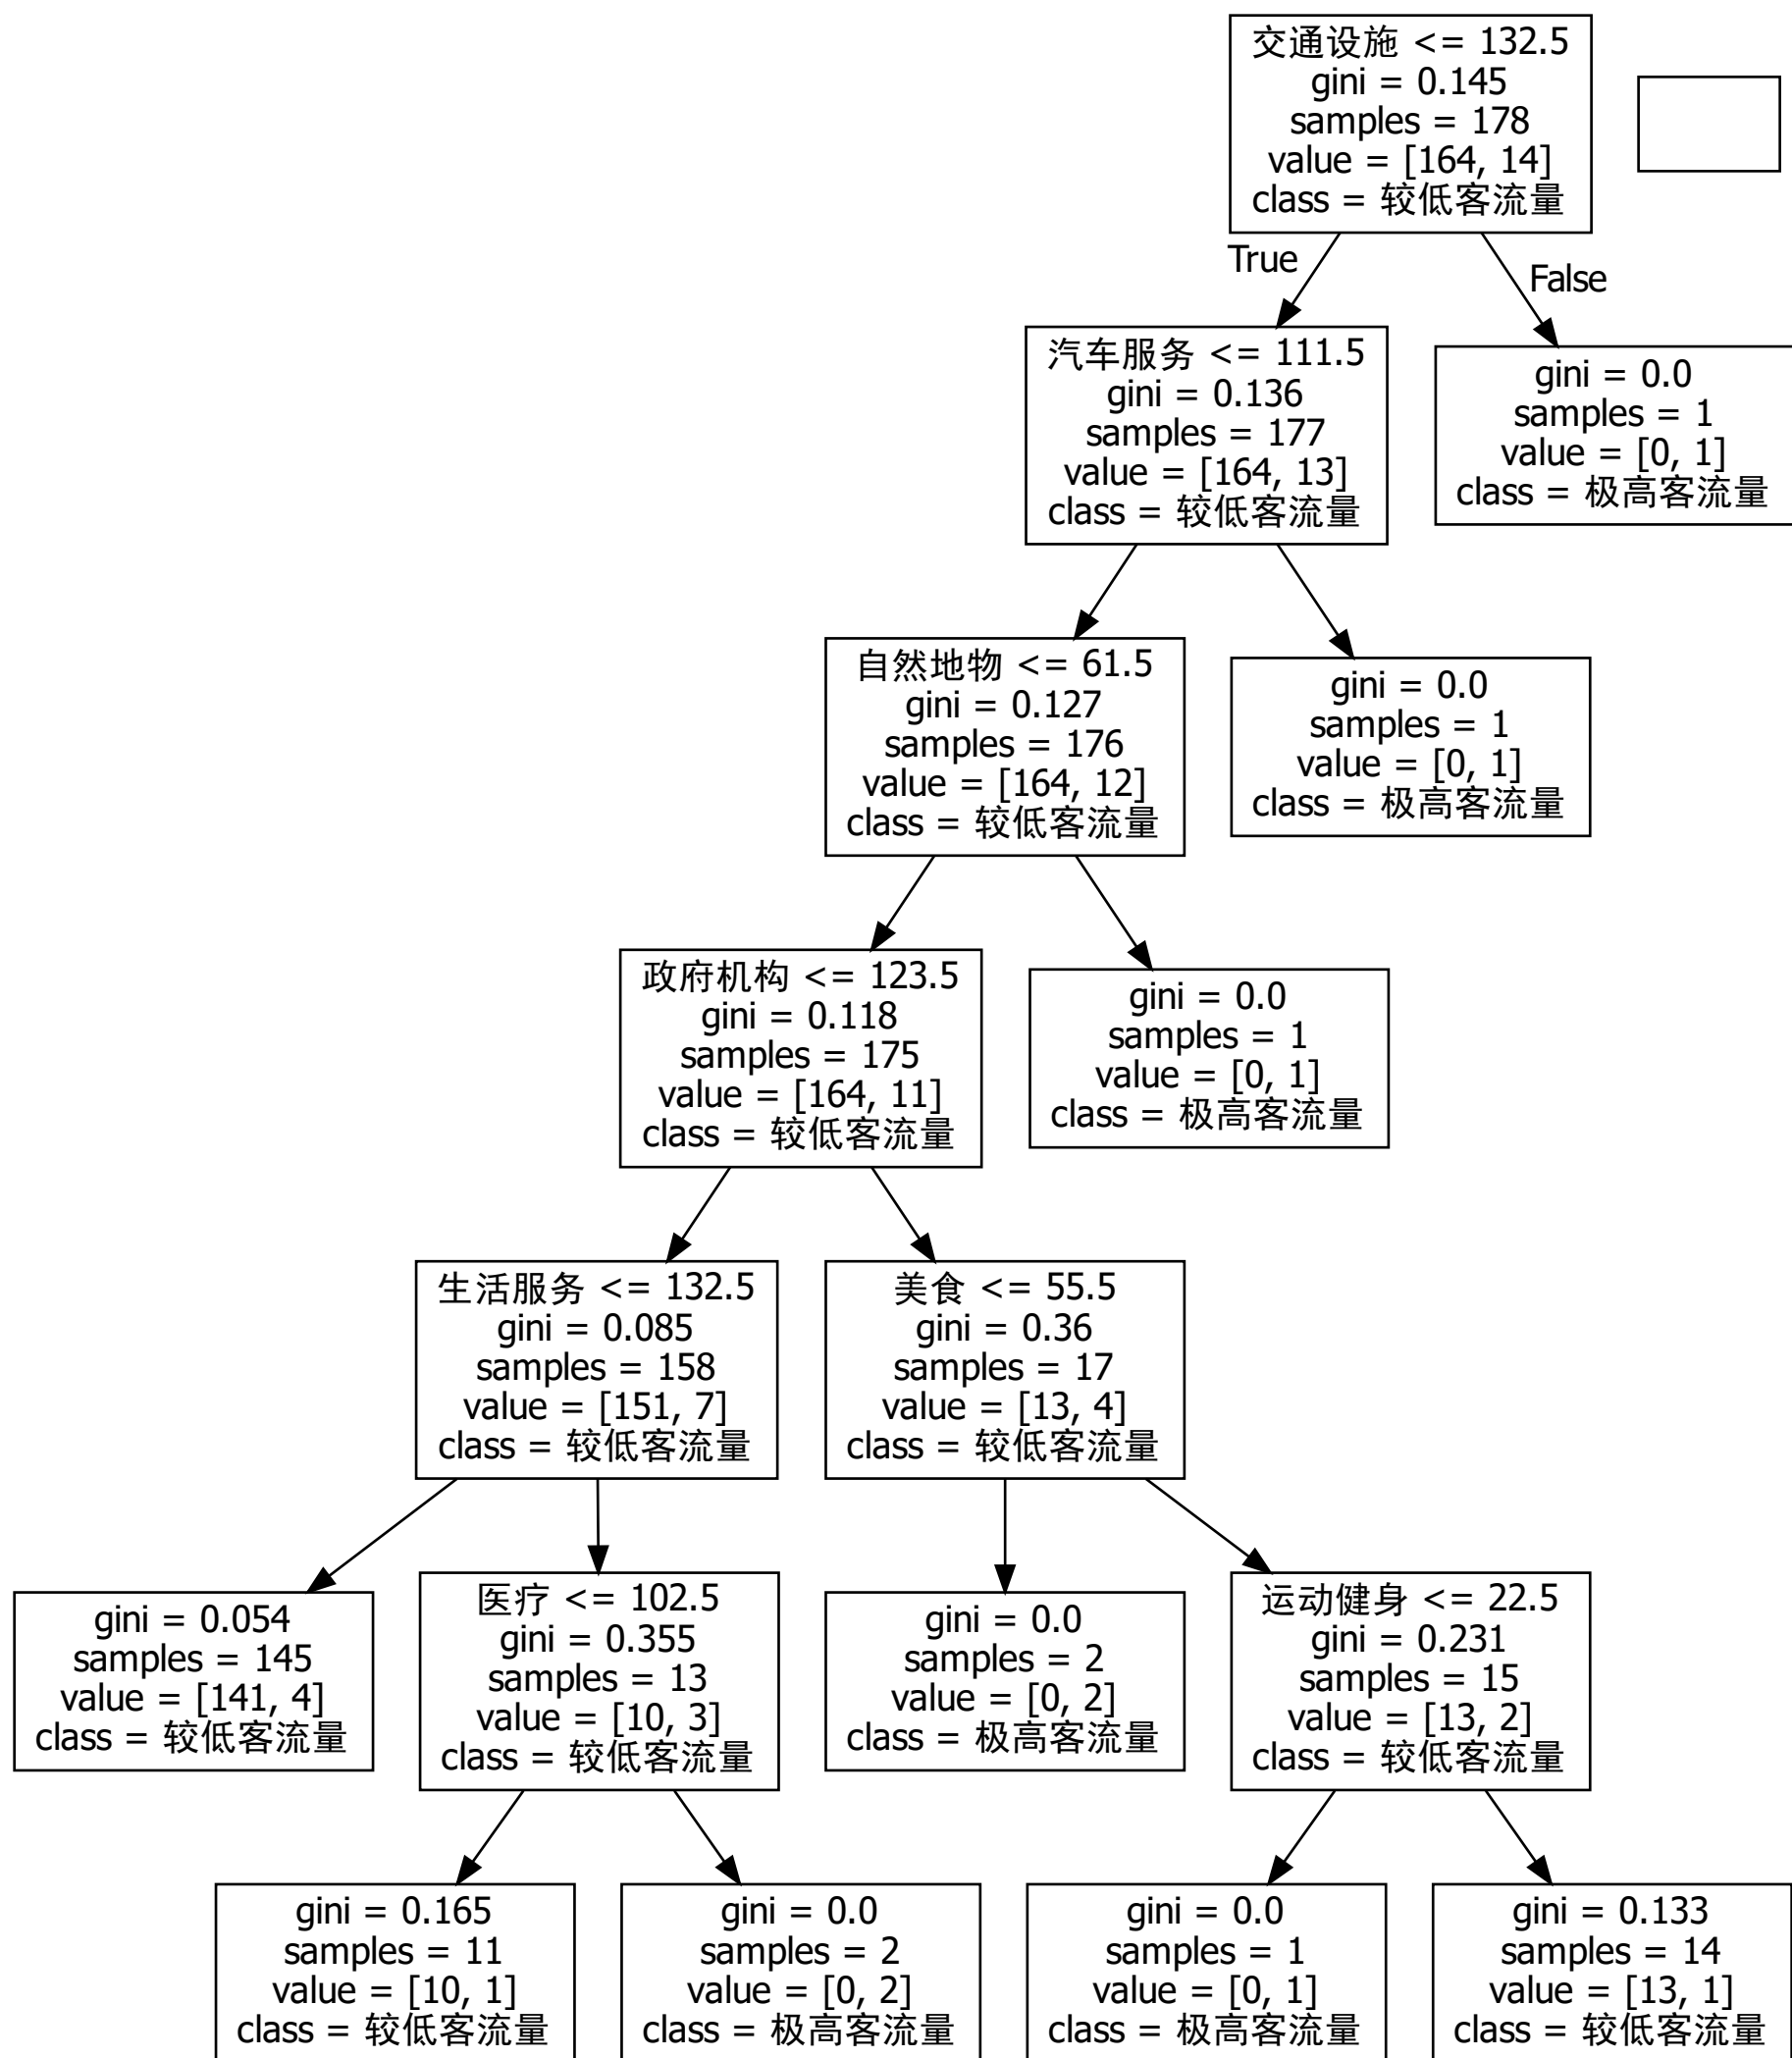 交通设施 <= 132.5
gini = 0.145
samples = 178
value = [164, 14]
class = 较低客流量
True
False
汽车服务 <= 111.5
gini = 0.136
samples = 177
value = [164, 13]
class = 较低客流量
gini = 0.0
samples = 1
value = [0, 1]
class = 极高客流量
自然地物 <= 61.5
gini = 0.127
samples = 176
value = [164, 12]
class = 较低客流量
gini = 0.0
samples = 1
value = [0, 1]
class = 极高客流量
政府机构 <= 123.5
gini = 0.118
samples = 175
value = [164, 11]
class = 较低客流量
gini = 0.0
samples = 1
value = [0, 1]
class = 极高客流量
生活服务 <= 132.5
gini = 0.085
samples = 158
value = [151, 7]
class = 较低客流量
美食 <= 55.5
gini = 0.36
samples = 17
value = [13, 4]
class = 较低客流量
gini = 0.054
samples = 145
value = [141, 4]
class = 较低客流量
医疗 <= 102.5
gini = 0.355
samples = 13
value = [10, 3]
class = 较低客流量
gini = 0.0
samples = 2
value = [0, 2]
class = 极高客流量
运动健身 <= 22.5
gini = 0.231
samples = 15
value = [13, 2]
class = 较低客流量
gini = 0.165
samples = 11
value = [10, 1]
class = 较低客流量
gini = 0.0
samples = 2
value = [0, 2]
class = 极高客流量
gini = 0.0
samples = 1
value = [0, 1]
class = 极高客流量
gini = 0.133
samples = 14
value = [13, 1]
class = 较低客流量